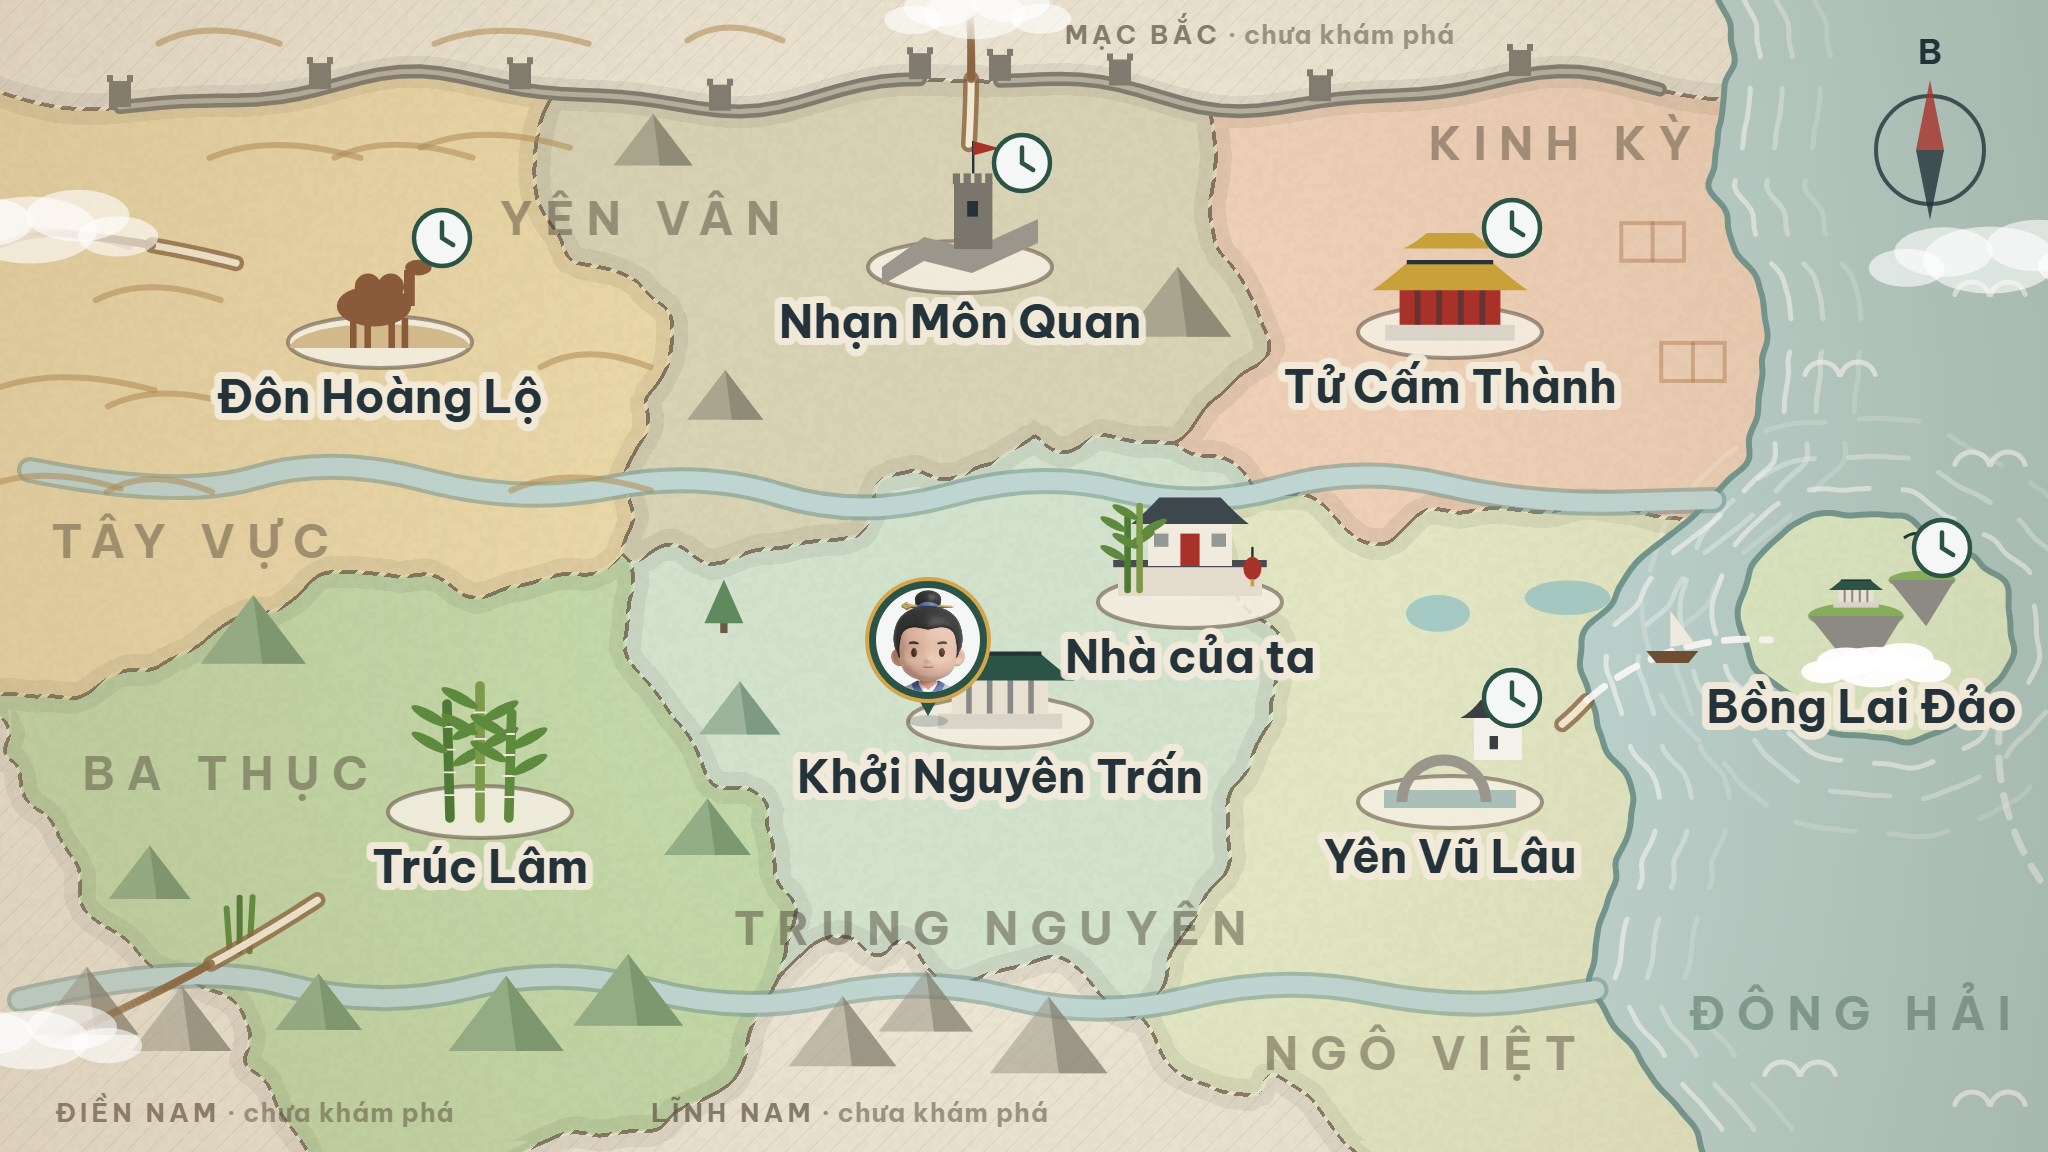 MẠC BẮC · chưa khám phá
B
KINH KỲ
YÊN VÂN
Nhạn Môn Quan
Tử Cấm Thành
Đôn Hoàng Lộ
TÂY VỰC
Nhà của ta
Bồng Lai Đảo
BA THỤC
Khởi Nguyên Trấn
Trúc Lâm
Yên Vũ Lâu
TRUNG NGUYÊN
ĐÔNG HẢI
NGÔ VIỆT
ĐIỀN NAM · chưa khám phá
LĨNH NAM · chưa khám phá